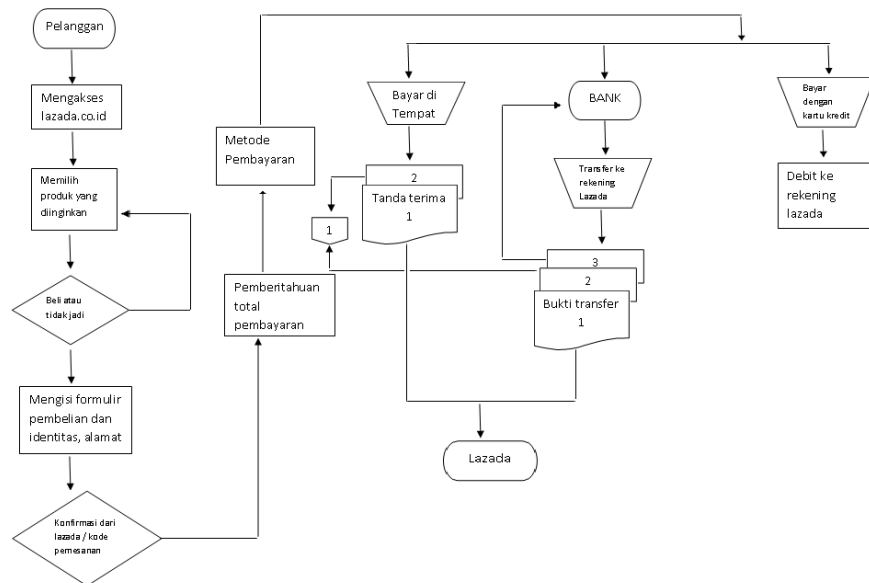 Pelanggan
Mengakses
lazada.co.id
Memilih
produk yang
diinginkan
Beli atau
tidak jadi
Mengisi formulir
pembelian dan
identitas, alamat
Konfirmasi dari
lazada / kode
pemesanan
Pemberitahuan
total
pembayaran
Metode
Pembayaran
Bayar di
Tempat
2
Tanda terima
1
1
BANK
Transfer ke
rekening
Lazada
3
2
Bukti transfer
1
Lazada
Bayar
dengan
kartu kredit
Debit ke
rekening
lazada